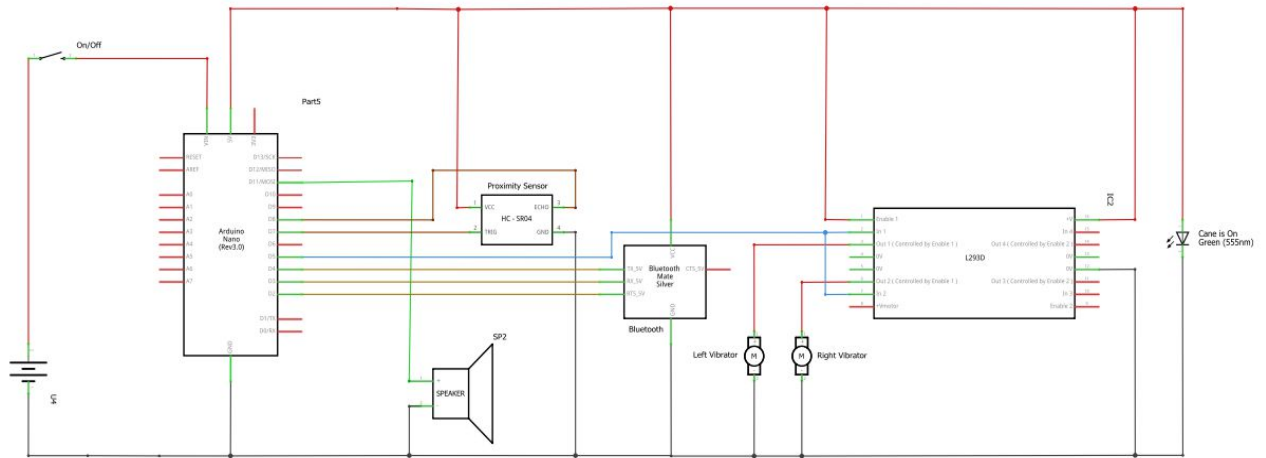 On/Off
Part5
VIN
5V
3V3
RESET
AREF
A0
A1
A2
A3
A4
A5
A6
A7
D13/SCK
D12/MISO
D11/MOSI
D10
D9
D8
D7
D6
D5
D4
D3
D2
D1/TX
D0/RX
GND
Arduino
Nano
(Rev3.0)
U4
Proximity Sensor
HC - SR04
1 VCC
2 TRIG
ECHO 3
GND 4
Bluetooth
Mate
Silver
VCC
TX_5V
RX_5V
RTS_5V
CTS_5V
GND
Bluetooth
SP2
SPEAKER
+
-
Left Vibrator
M
M
Right Vibrator
IC2
L293D
Enable 1
In 1
Out 1 ( Controlled by Enable 1 )
0V
0V
Out 2 ( Controlled by Enable 1 )
In 2
+Vmotor
+V
In 4
Out 4 ( Controlled by Enable 2 )
0V
0V
Out 3 ( Controlled by Enable 2 )
In 3
Enable 2
Cane is On
Green (555nm)